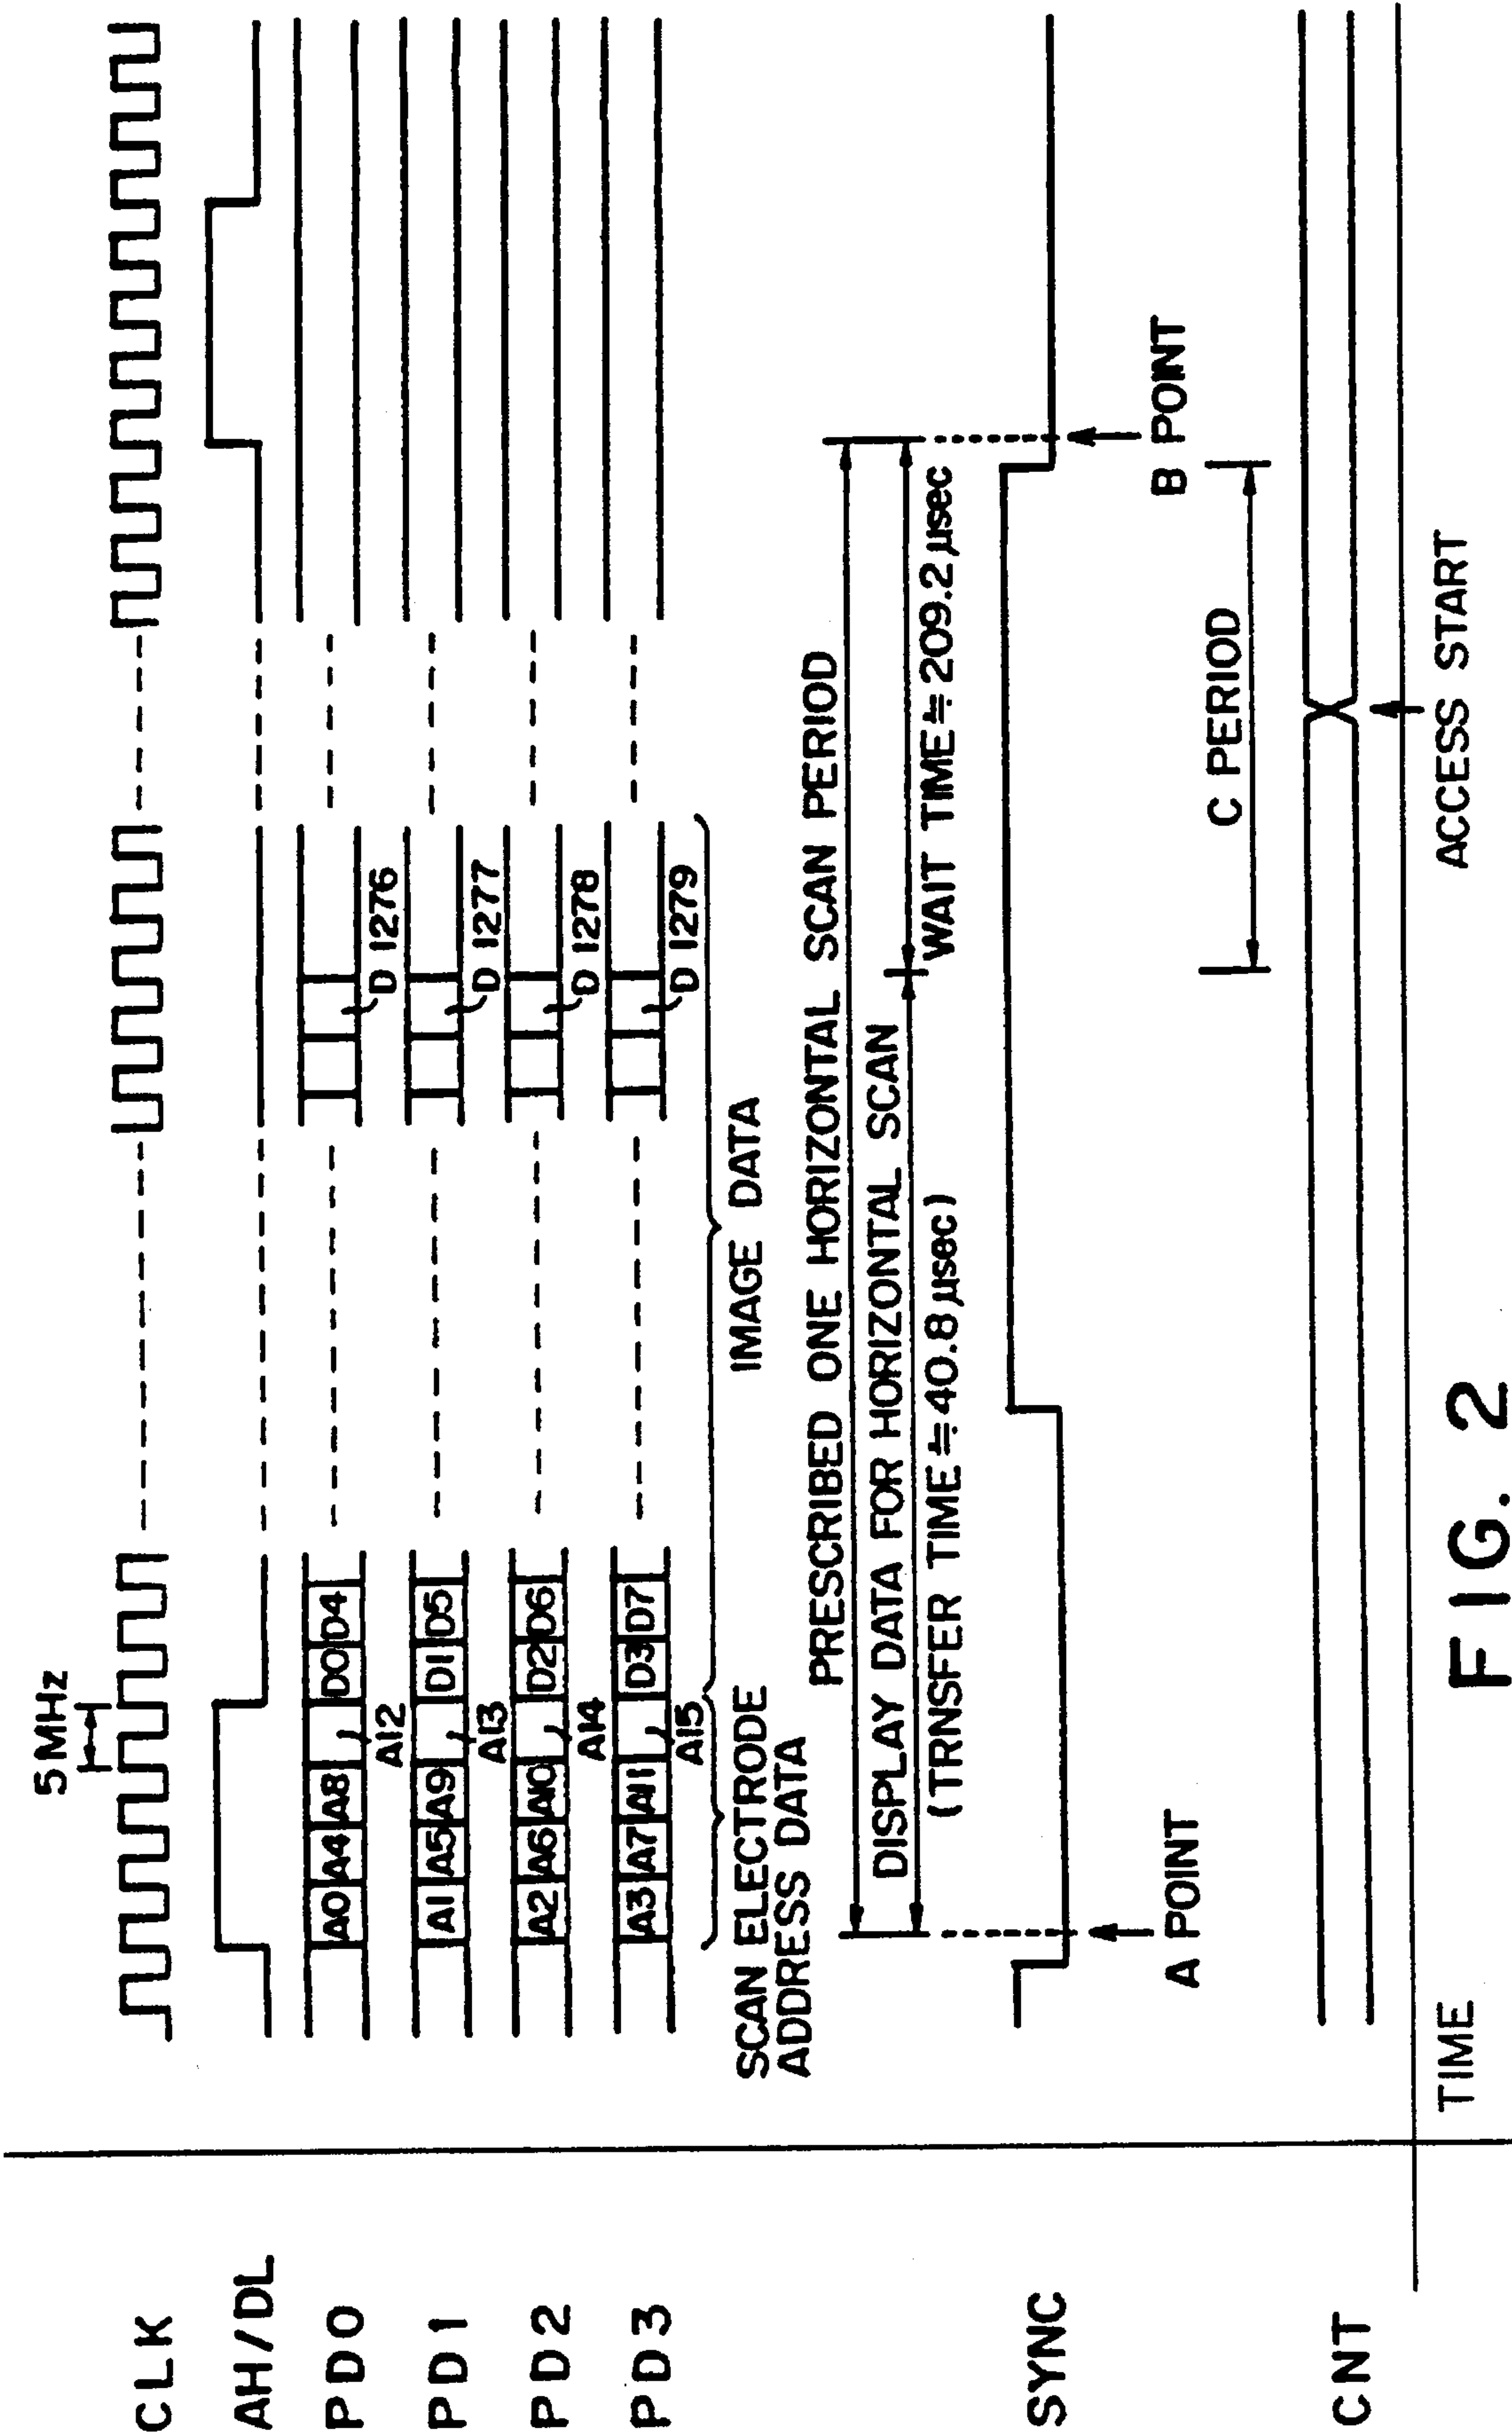 CLK
5 MHz
AH/DL
PD0
A0 A4 A8 A12 D0 D4
D 1276
PD1
A1 A5 A9 A13 D1 D5
D 1277
PD2
A2 A6 A10 A14 D2 D6
D 1278
PD3
A3 A7 A11 A15 D3 D7
D 1279
SCAN ELECTRODE
ADDRESS DATA
IMAGE DATA
PRESCRIBED ONE HORIZONTAL SCAN PERIOD
DISPLAY DATA FOR HORIZONTAL SCAN
(TRNSFER TIME ≒ 40.8 µsec)
WAIT TIME ≒ 209.2 µsec
SYNC
A POINT
B POINT
C PERIOD
CNT
ACCESS START
TIME
FIG. 2